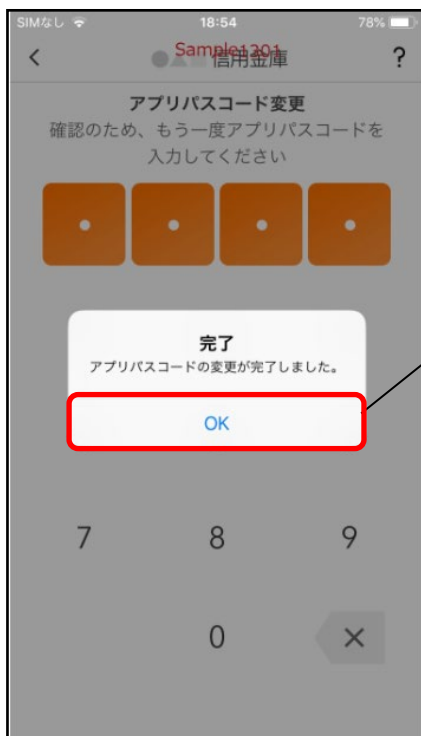 SIMなし 18:54 78%
Sample1201
●▲■信用金庫 ?
アプリパスコード変更
確認のため、もう一度アプリパスコードを
入力してください
完了
アプリパスコードの変更が完了しました。
OK
7 8 9
0